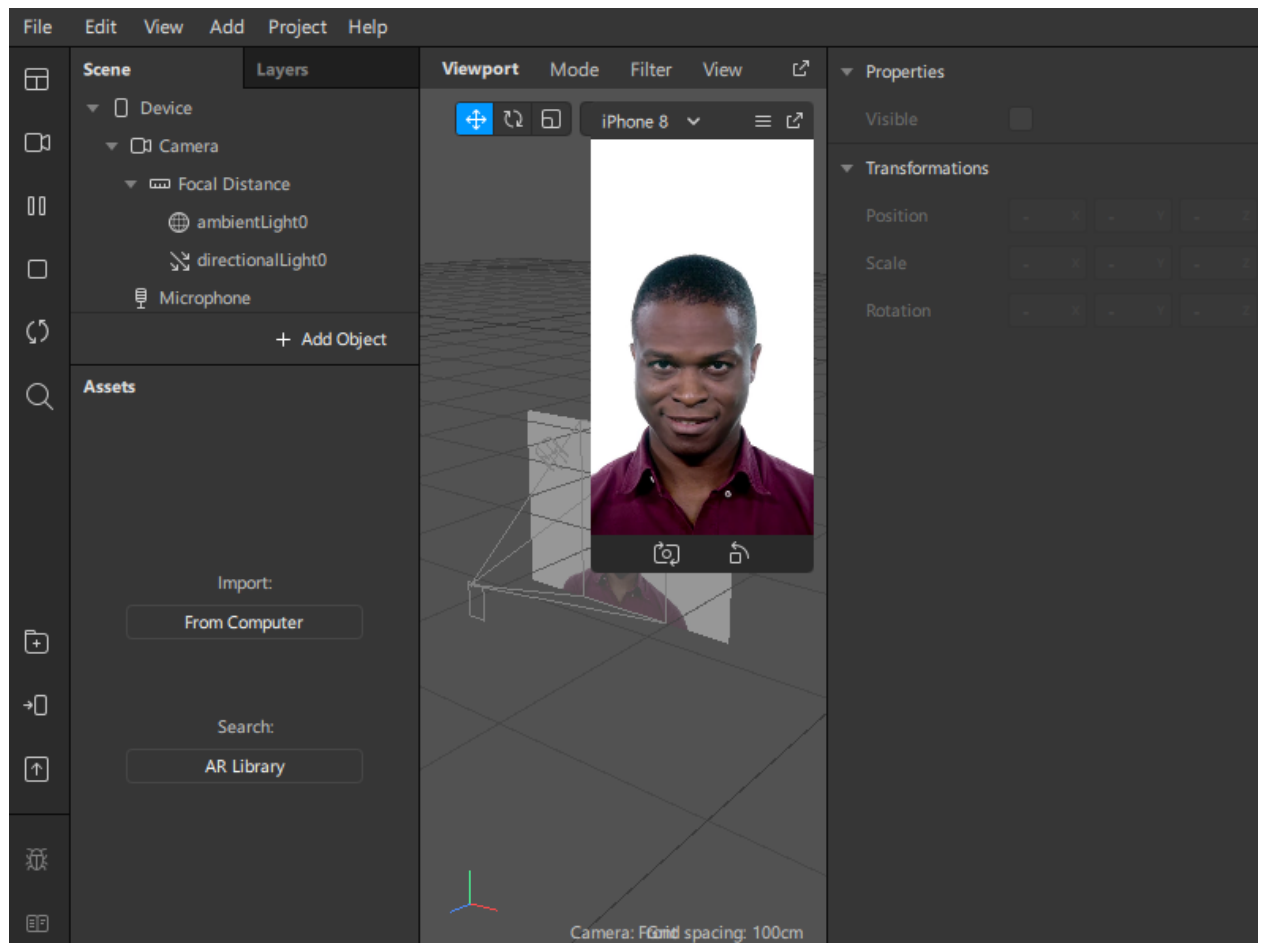 File Edit View Add Project Help
Scene Layers
Device
Camera
Focal Distance
ambientLight0
directionalLight0
Microphone
+ Add Object
Assets
Import:
From Computer
Search:
AR Library
Viewport Mode Filter View
iPhone 8
Camera: Front
Grid spacing: 100cm
Properties
Visible
Transformations
Position - X - Y - Z
Scale - X - Y - Z
Rotation - X - Y - Z